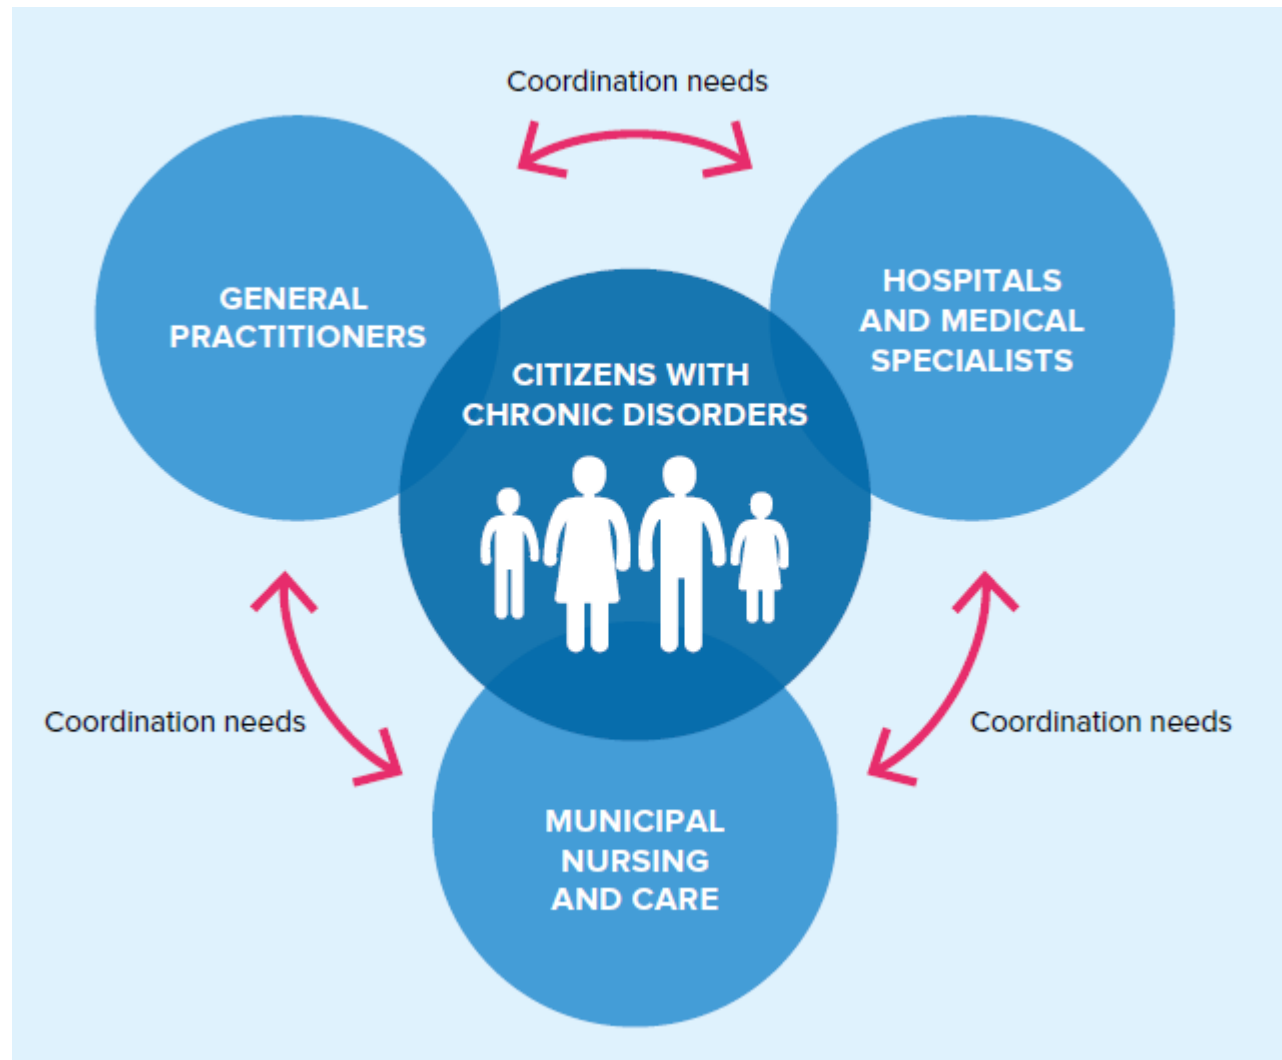 Coordination needs
GENERAL
PRACTITIONERS
HOSPITALS
AND MEDICAL
SPECIALISTS
CITIZENS WITH
CHRONIC DISORDERS
Coordination needs
Coordination needs
MUNICIPAL
NURSING
AND CARE